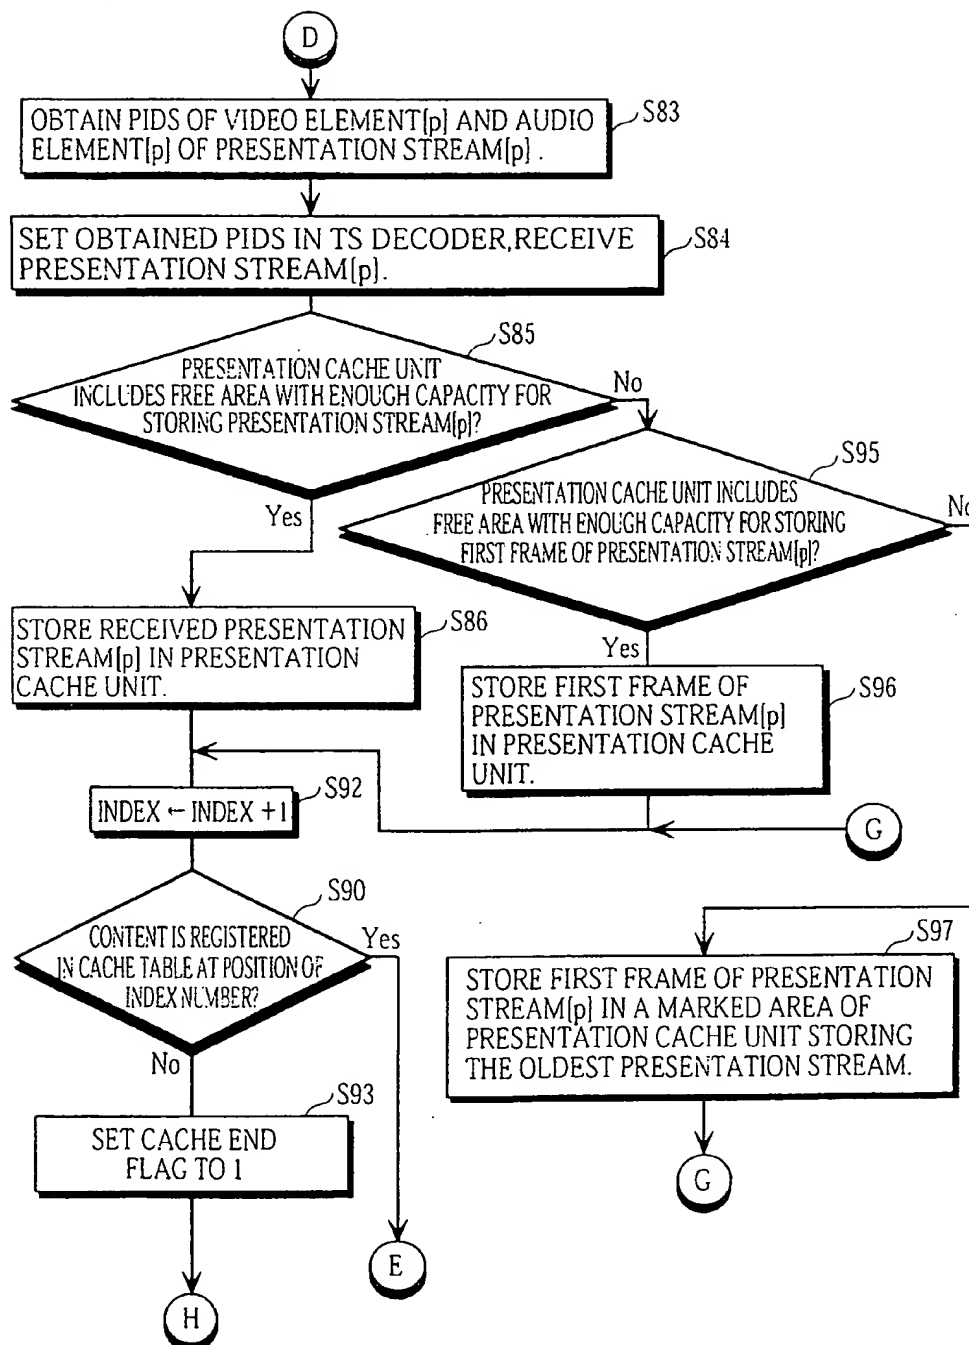 D
OBTAIN PIDS OF VIDEO ELEMENT[p] AND AUDIO
ELEMENT[p] OF PRESENTATION STREAM[p] .
S83
SET OBTAINED PIDS IN TS DECODER,RECEIVE
PRESENTATION STREAM[p].
S84
S85
PRESENTATION CACHE UNIT
INCLUDES FREE AREA WITH ENOUGH CAPACITY FOR
STORING PRESENTATION STREAM[p]?
No
Yes
S95
PRESENTATION CACHE UNIT INCLUDES
FREE AREA WITH ENOUGH CAPACITY FOR STORING
FIRST FRAME OF PRESENTATION STREAM[p]?
No
Yes
STORE RECEIVED PRESENTATION
STREAM[p] IN PRESENTATION
CACHE UNIT.
S86
STORE FIRST FRAME OF
PRESENTATION STREAM[p]
IN PRESENTATION CACHE
UNIT.
S96
INDEX ← INDEX +1
S92
G
S90
CONTENT IS REGISTERED
IN CACHE TABLE AT POSITION OF
INDEX NUMBER?
Yes
No
S97
STORE FIRST FRAME OF PRESENTATION
STREAM[p] IN A MARKED AREA OF
PRESENTATION CACHE UNIT STORING
THE OLDEST PRESENTATION STREAM.
S93
SET CACHE END
FLAG TO 1
G
E
H